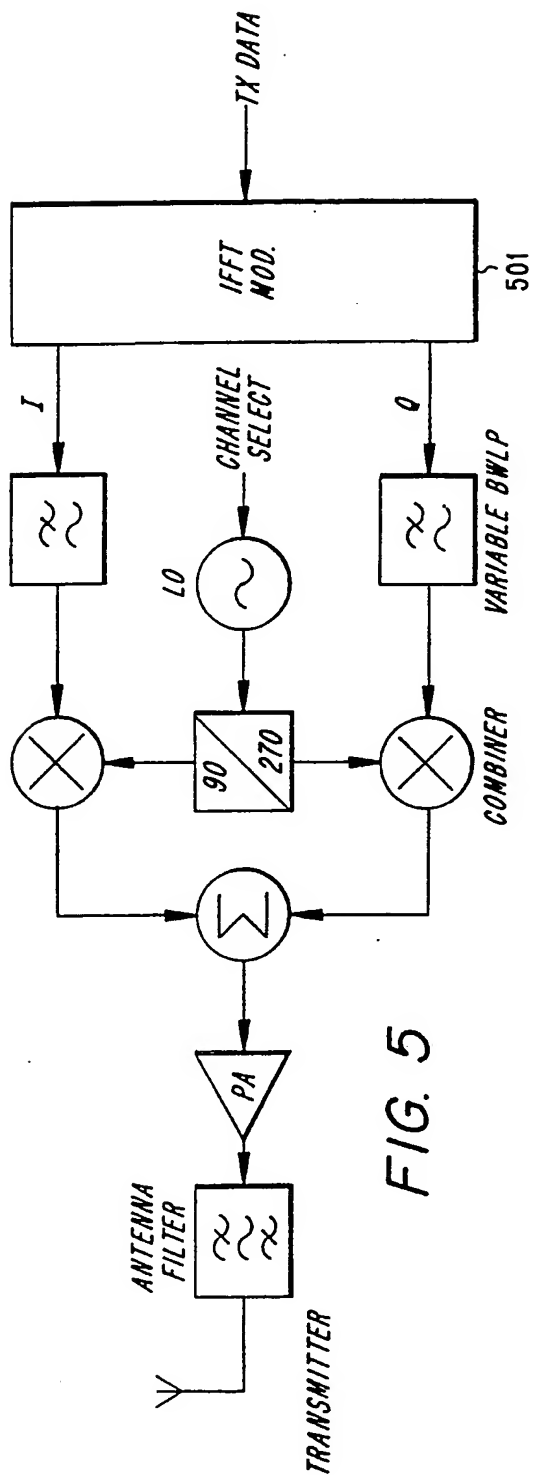 TX DATA
IFFT
MOD.
501
I
Q
CHANNEL
SELECT
LO
VARIABLE BWLP
90
270
COMBINER
Σ
PA
ANTENNA
FILTER
TRANSMITTER
FIG. 5